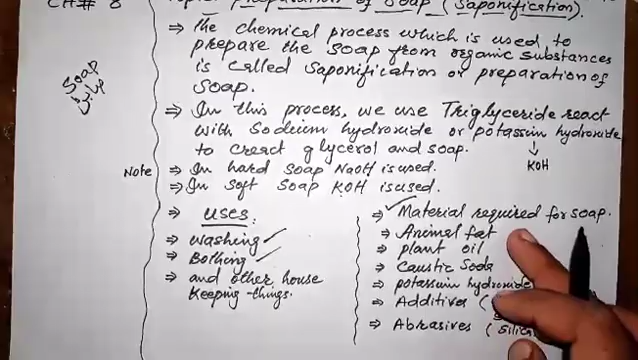 CH# 8
Preparation of Soap (Saponification).
⇒ The chemical process which is used to
prepare the soap from organic substances
is called Saponification or preparation of
Soap.
⇒ In this process, we use Triglyceride react
with Sodium hydroxide or potassium hydroxide
to creact glycerol and soap.
↓
KOH
Note ⇒ In hard soap NaOH is used.
⇒ In soft soap KOH is used.
⇒ uses.
⇒ washing ✓
⇒ Bothing ✓
⇒ and other house
Keeping things.
⇒ Material required for soap.
⇒ Animal fat
⇒ plant oil
⇒ Caustic Soda
⇒ potassium hydroxide
⇒ Additives (
⇒ Abrasives (
Soap